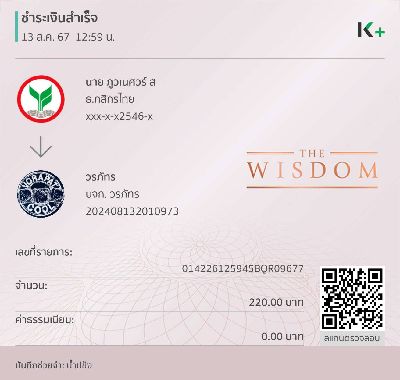 ชำระเงินสำเร็จ
13 ส.ค. 67 12:59 น.
K+
นาย ภูวเนศวร์ ส
ธ.กสิกรไทย
xxx-x-x2546-x
THE
WISDOM
WORAPAT
COOL
วรภัทร
บจก. วรภัทร
202408132010973
เลขที่รายการ:
014226125945BQR09677
จำนวน:
220.00 บาท
ค่าธรรมเนียม:
0.00 บาท
สแกนตรวจสอบ
บันทึกช่วยจำ: น้ำแข็ง